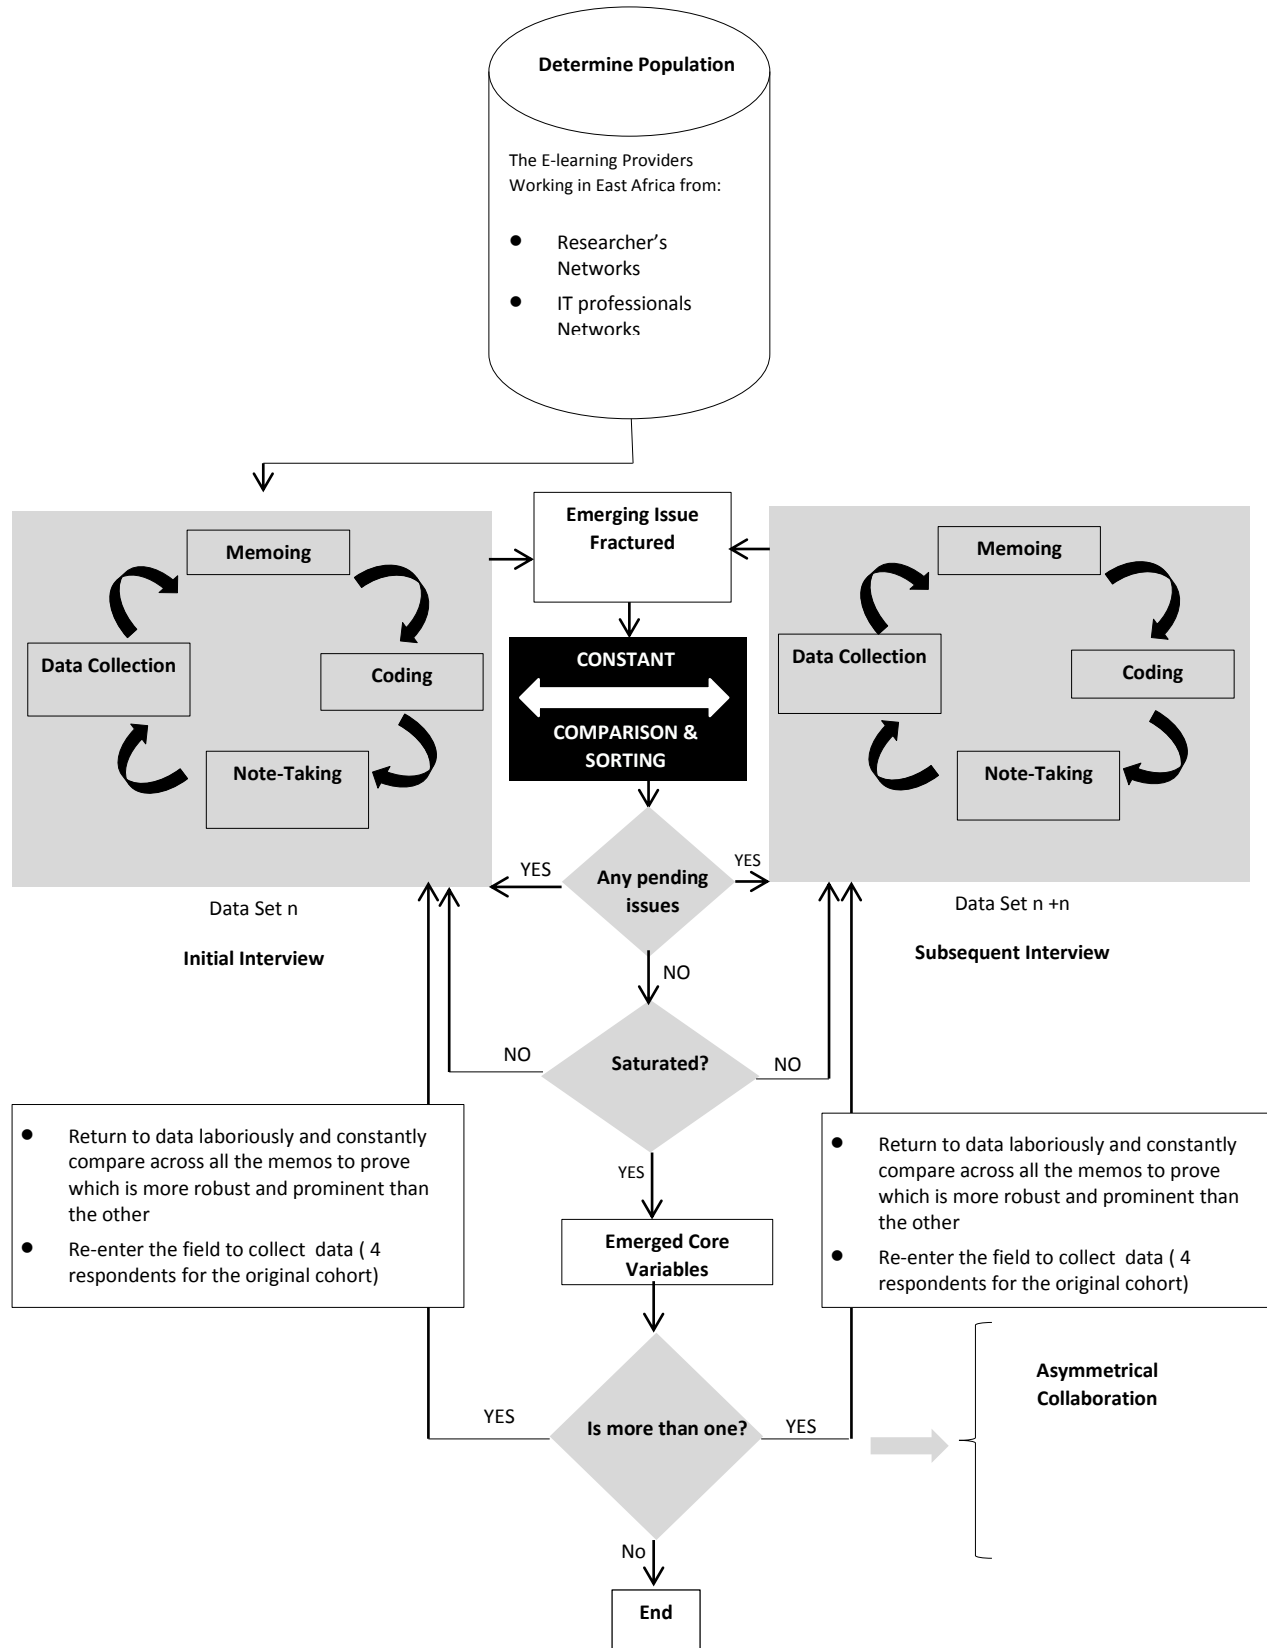 Determine Population
The E-learning Providers
Working in East Africa from:
● Researcher’s
Networks
● IT professionals
Networks
Emerging Issue
Fractured
Memoing
Data Collection
Coding
Note-Taking
CONSTANT
COMPARISON &
SORTING
Memoing
Data Collection
Coding
Note-Taking
YES
Any pending
issues
YES
Data Set n
Initial Interview
Data Set n +n
Subsequent Interview
NO
NO
Saturated?
NO
● Return to data laboriously and constantly
compare across all the memos to prove
which is more robust and prominent than
the other
● Re-enter the field to collect data ( 4
respondents for the original cohort)
YES
● Return to data laboriously and constantly
compare across all the memos to prove
which is more robust and prominent than
the other
● Re-enter the field to collect data ( 4
respondents for the original cohort)
Emerged Core
Variables
YES
Is more than one?
YES
Asymmetrical
Collaboration
No
End